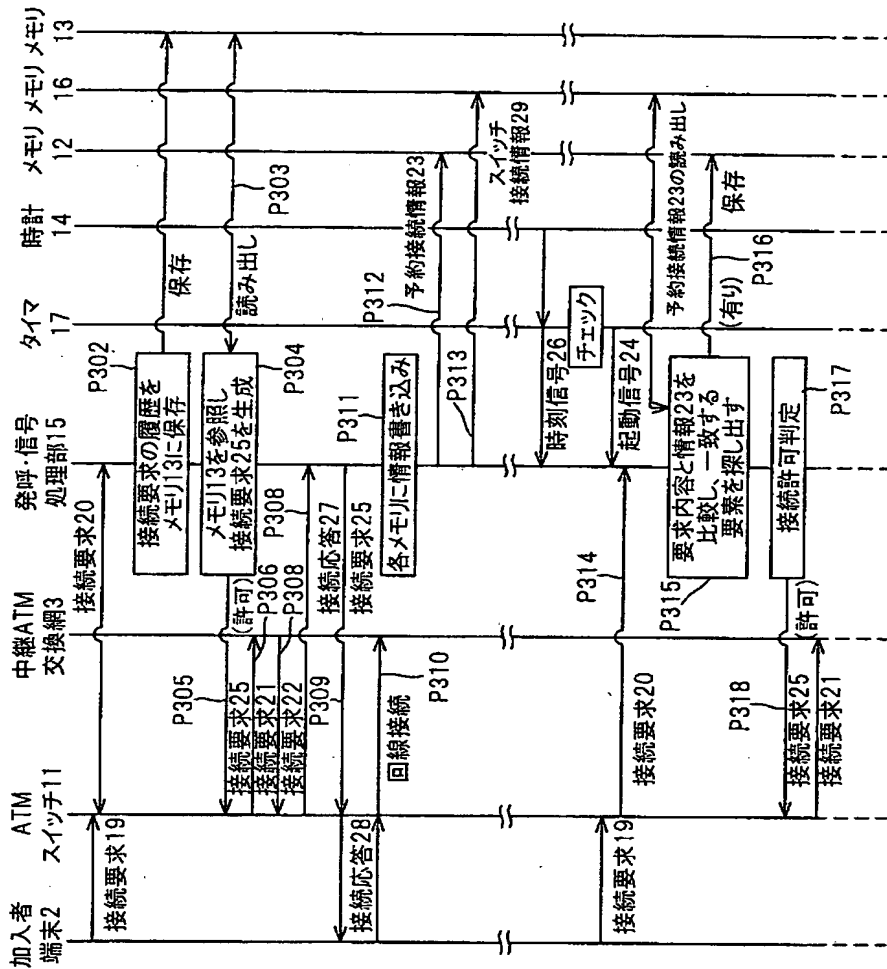 加入者
端末2
ATM
スイッチ11
中継ATM
交換網3
発呼・信号
処理部15
タイマ
17
時計
14
メモリ
12
メモリ
16
メモリ
13
接続要求19
接続要求20
P302
接続要求の履歴を
メモリ13に保存
保存
P303
読み出し
メモリ13を参照し
接続要求25を生成
P304
P305
接続要求25
(許可)
P306
接続要求21
P308
接続要求22
P308
接続応答27
P309
接続要求25
接続応答28
回線接続
P310
P311
各メモリに情報書き込み
P312
予約接続情報23
P313
スイッチ
接続情報29
時刻信号26
チェック
起動信号24
接続要求19
接続要求20
P314
予約接続情報23の読み出し
要求内容と情報23を
比較し、一致する
要素を探し出す
P315
(有り)
P316
保存
接続許可判定
P317
P318
(許可)
接続要求25
接続要求21